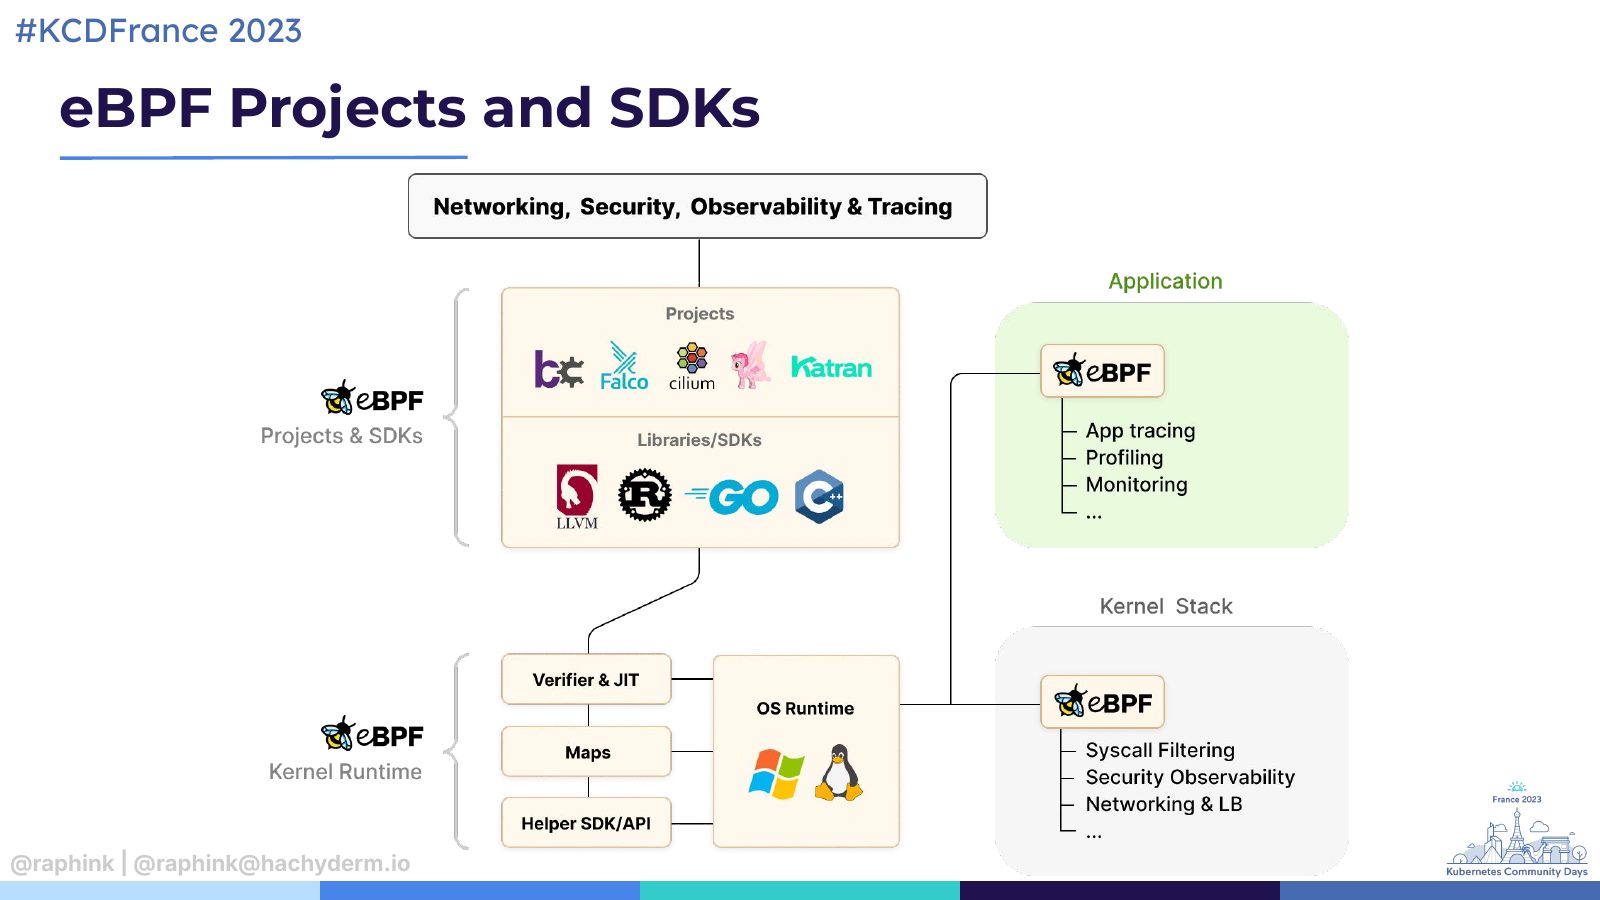 #KCDFrance 2023
eBPF Projects and SDKs
Networking, Security, Observability & Tracing
Projects
bcc
Falco
cilium
Katran
eBPF
Projects & SDKs
Libraries/SDKs
LLVM
R
GO
C++
Application
eBPF
App tracing
Profiling
Monitoring
...
eBPF
Kernel Runtime
Verifier & JIT
Maps
Helper SDK/API
OS Runtime
Kernel Stack
eBPF
Syscall Filtering
Security Observability
Networking & LB
...
France 2023
Kubernetes Community Days
@raphink | @raphink@hachyderm.io